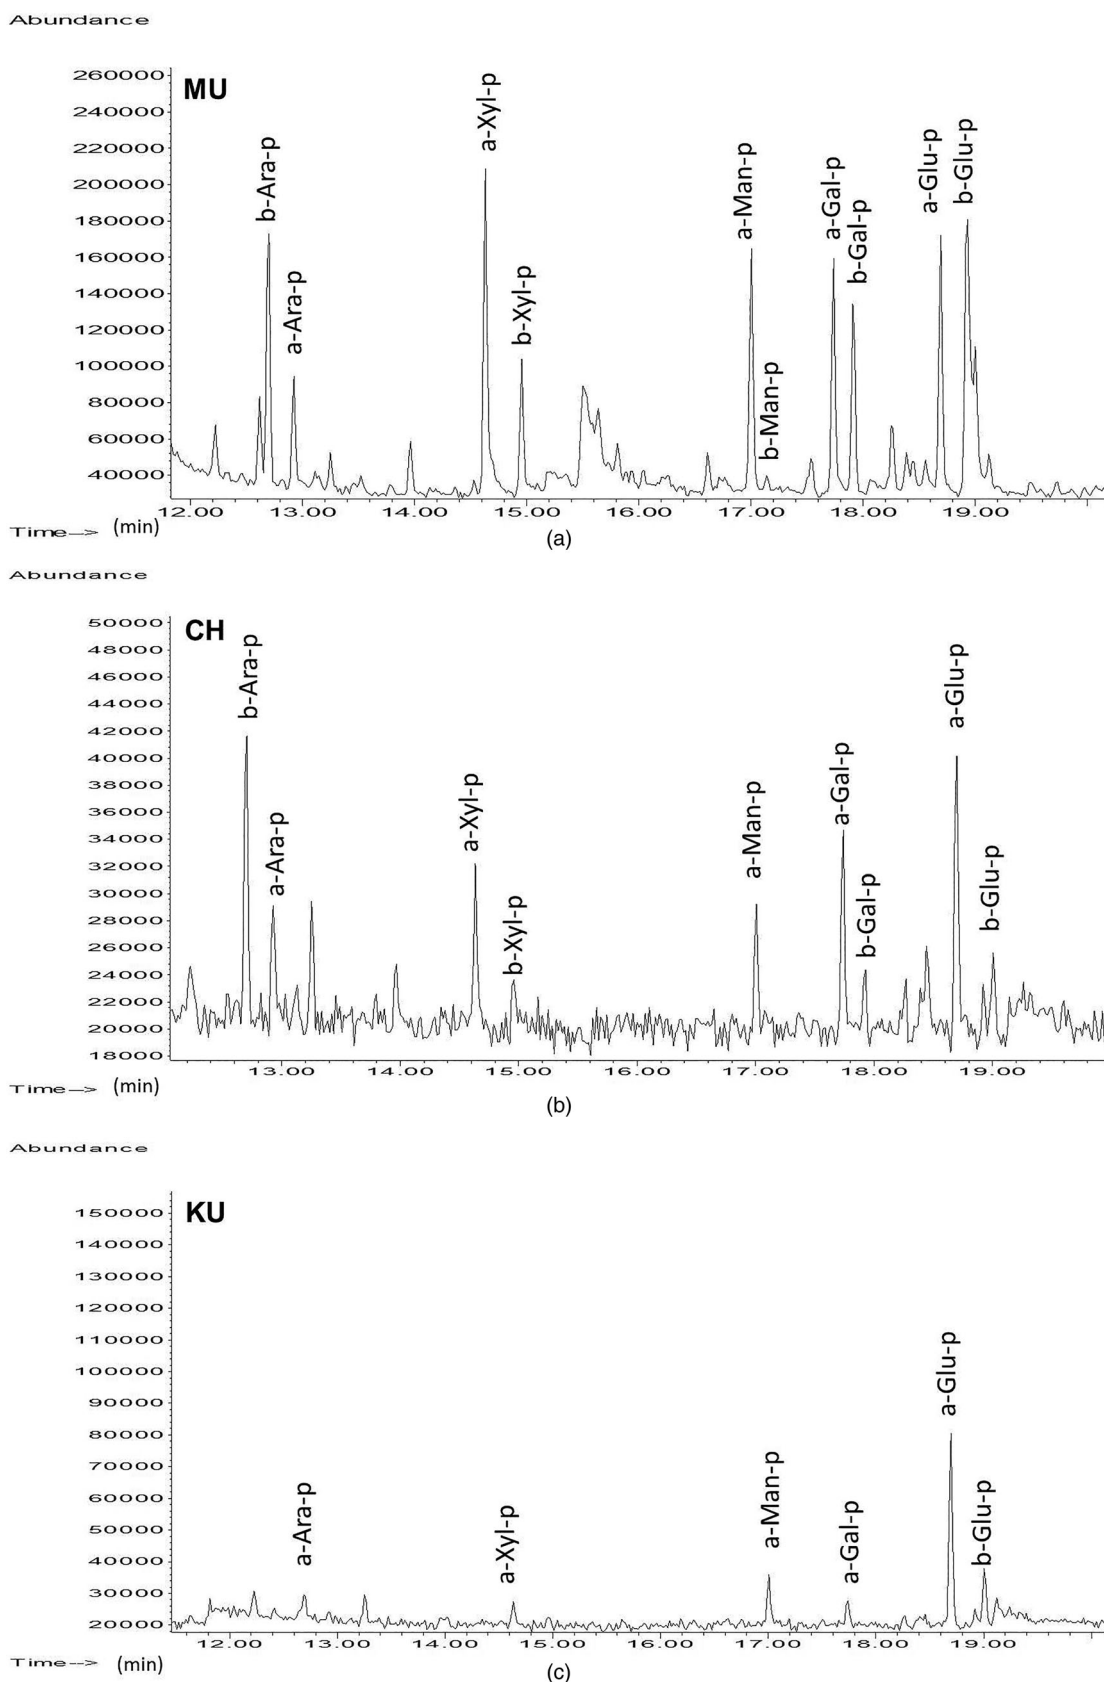 Abundance
MU
260000
240000
220000
200000
180000
160000
140000
120000
100000
80000
60000
40000
b-Ara-p
a-Ara-p
a-Xyl-p
b-Xyl-p
a-Man-p
b-Man-p
a-Gal-p
b-Gal-p
a-Glu-p
b-Glu-p
12.00 13.00 14.00 15.00 16.00 17.00 18.00 19.00
Time--> (min)
(a)
Abundance
CH
50000
48000
46000
44000
42000
40000
38000
36000
34000
32000
30000
28000
26000
24000
22000
20000
18000
b-Ara-p
a-Ara-p
a-Xyl-p
b-Xyl-p
a-Man-p
a-Gal-p
b-Gal-p
a-Glu-p
b-Glu-p
13.00 14.00 15.00 16.00 17.00 18.00 19.00
Time--> (min)
(b)
Abundance
KU
150000
140000
130000
120000
110000
100000
90000
80000
70000
60000
50000
40000
30000
20000
a-Ara-p
a-Xyl-p
a-Man-p
a-Gal-p
a-Glu-p
b-Glu-p
12.00 13.00 14.00 15.00 16.00 17.00 18.00 19.00
Time--> (min)
(c)